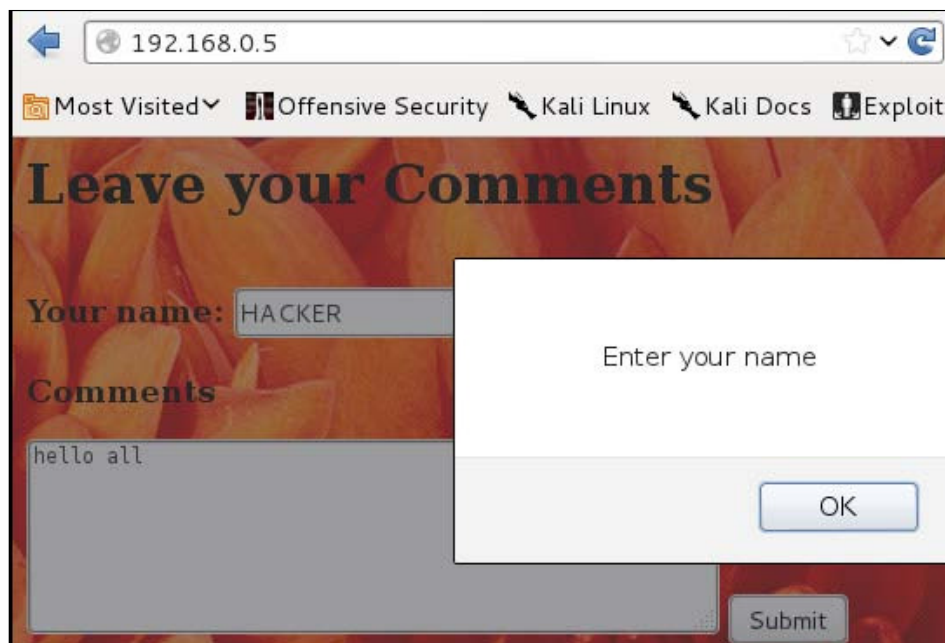 192.168.0.5
Most Visited Offensive Security Kali Linux Kali Docs Exploit
Leave your Comments
Your name: HACKER
Enter your name
Comments
hello all
OK
Submit